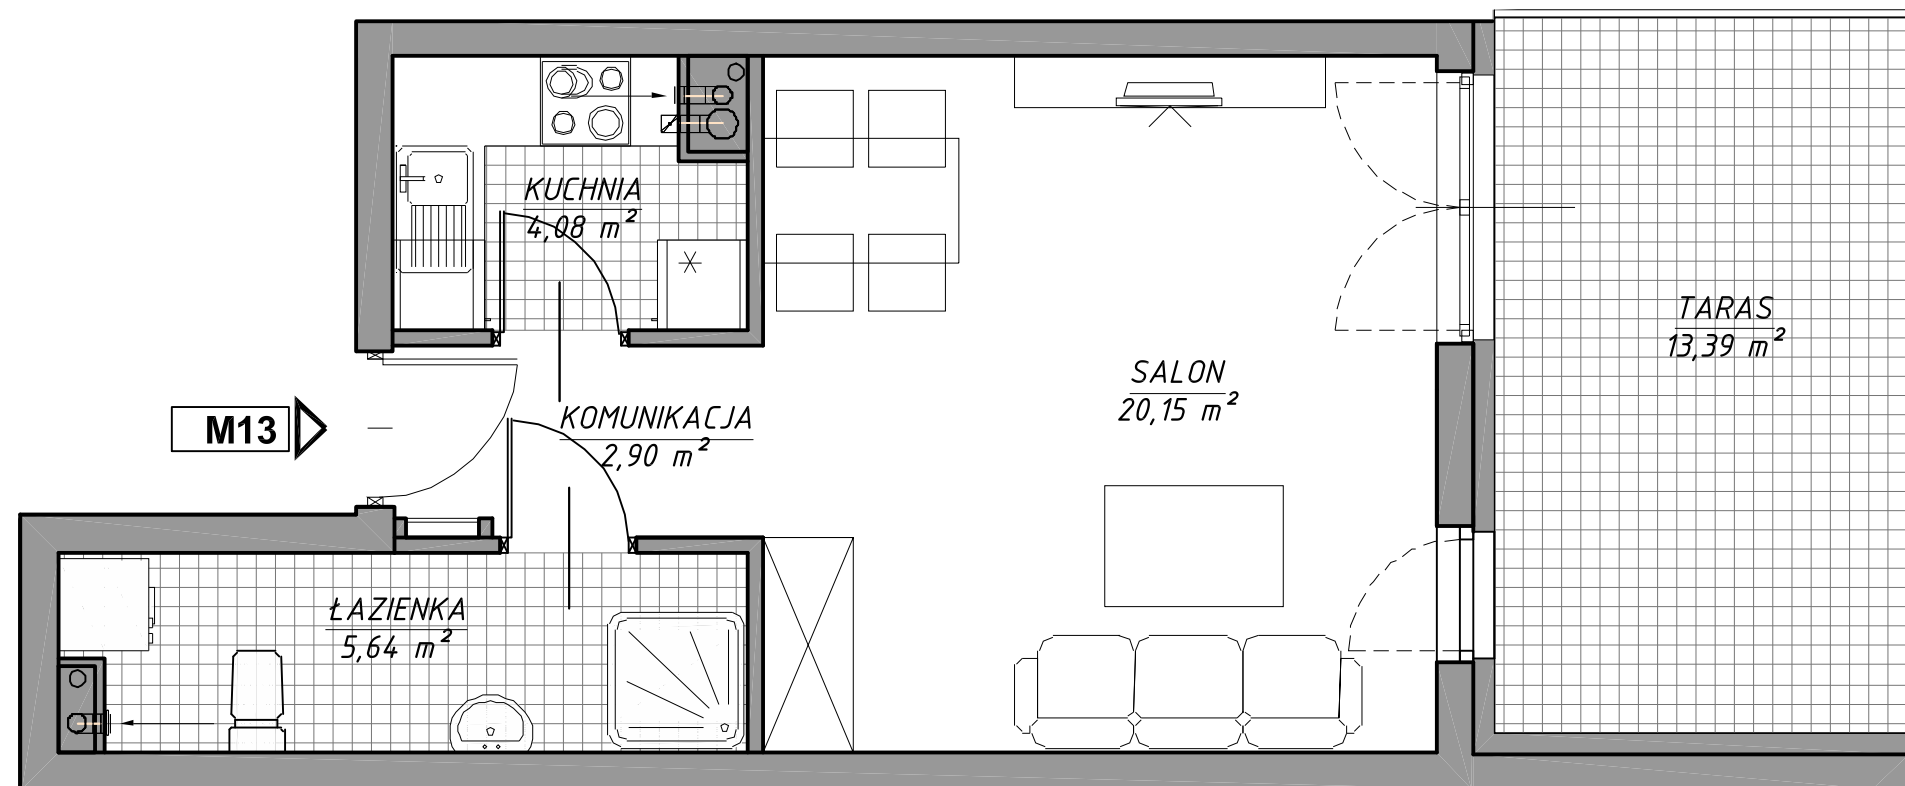 KUCHNIA
4,08 m²
TARAS
13,39 m²
SALON
20,15 m²
M13
KOMUNIKACJA
2,90 m²
ŁAZIENKA
5,64 m²